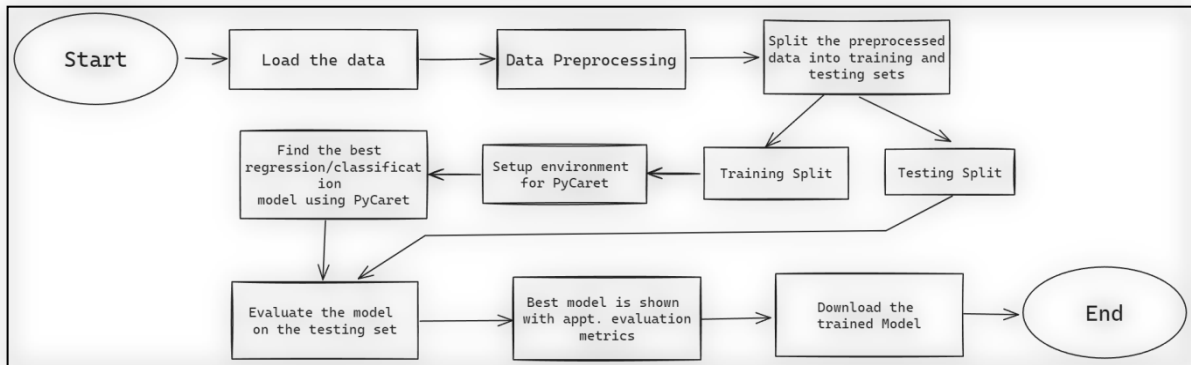 Start
Load the data
Data Preprocessing
Split the preprocessed
data into training and
testing sets
Find the best
regression/classificat
ion
model using PyCaret
Setup environment
for PyCaret
Training Split
Testing Split
Evaluate the model
on the testing set
Best model is shown
with appt. evaluation
metrics
Download the
trained Model
End